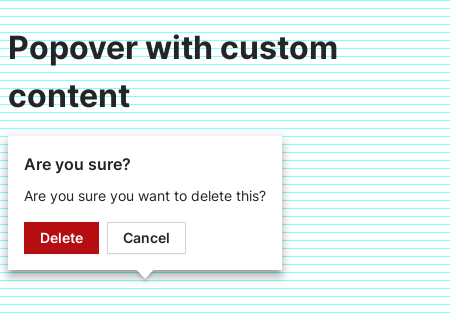 Popover with custom
content
Are you sure?
Are you sure you want to delete this?
Delete
Cancel